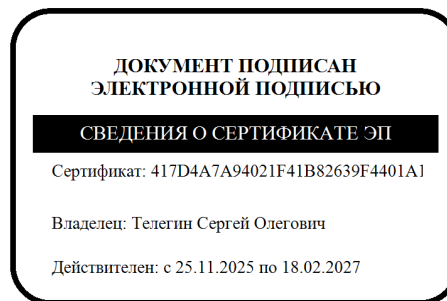 ДОКУМЕНТ ПОДПИСАН
ЭЛЕКТРОННОЙ ПОДПИСЬЮ
СВЕДЕНИЯ О СЕРТИФИКАТЕ ЭП
Сертификат: 417D4A7A94021F41B82639F4401A1
Владелец: Телегин Сергей Олегович
Действителен: с 25.11.2025 по 18.02.2027